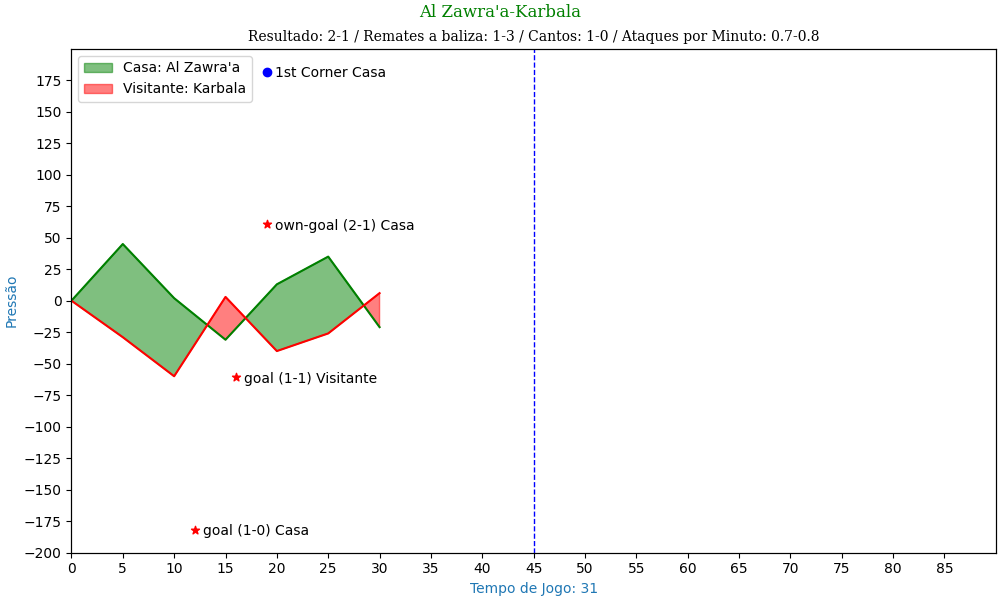 Al Zawra'a-Karbala
Resultado: 2-1 / Remates a baliza: 1-3 / Cantos: 1-0 / Ataques por Minuto: 0.7-0.8
Casa: Al Zawra'a
Visitante: Karbala
1st Corner Casa
own-goal (2-1) Casa
goal (1-1) Visitante
goal (1-0) Casa
Pressão
175
150
125
100
75
50
25
0
−25
−50
−75
−100
−125
−150
−175
−200
0 5 10 15 20 25 30 35 40 45 50 55 60 65 70 75 80 85
Tempo de Jogo: 31